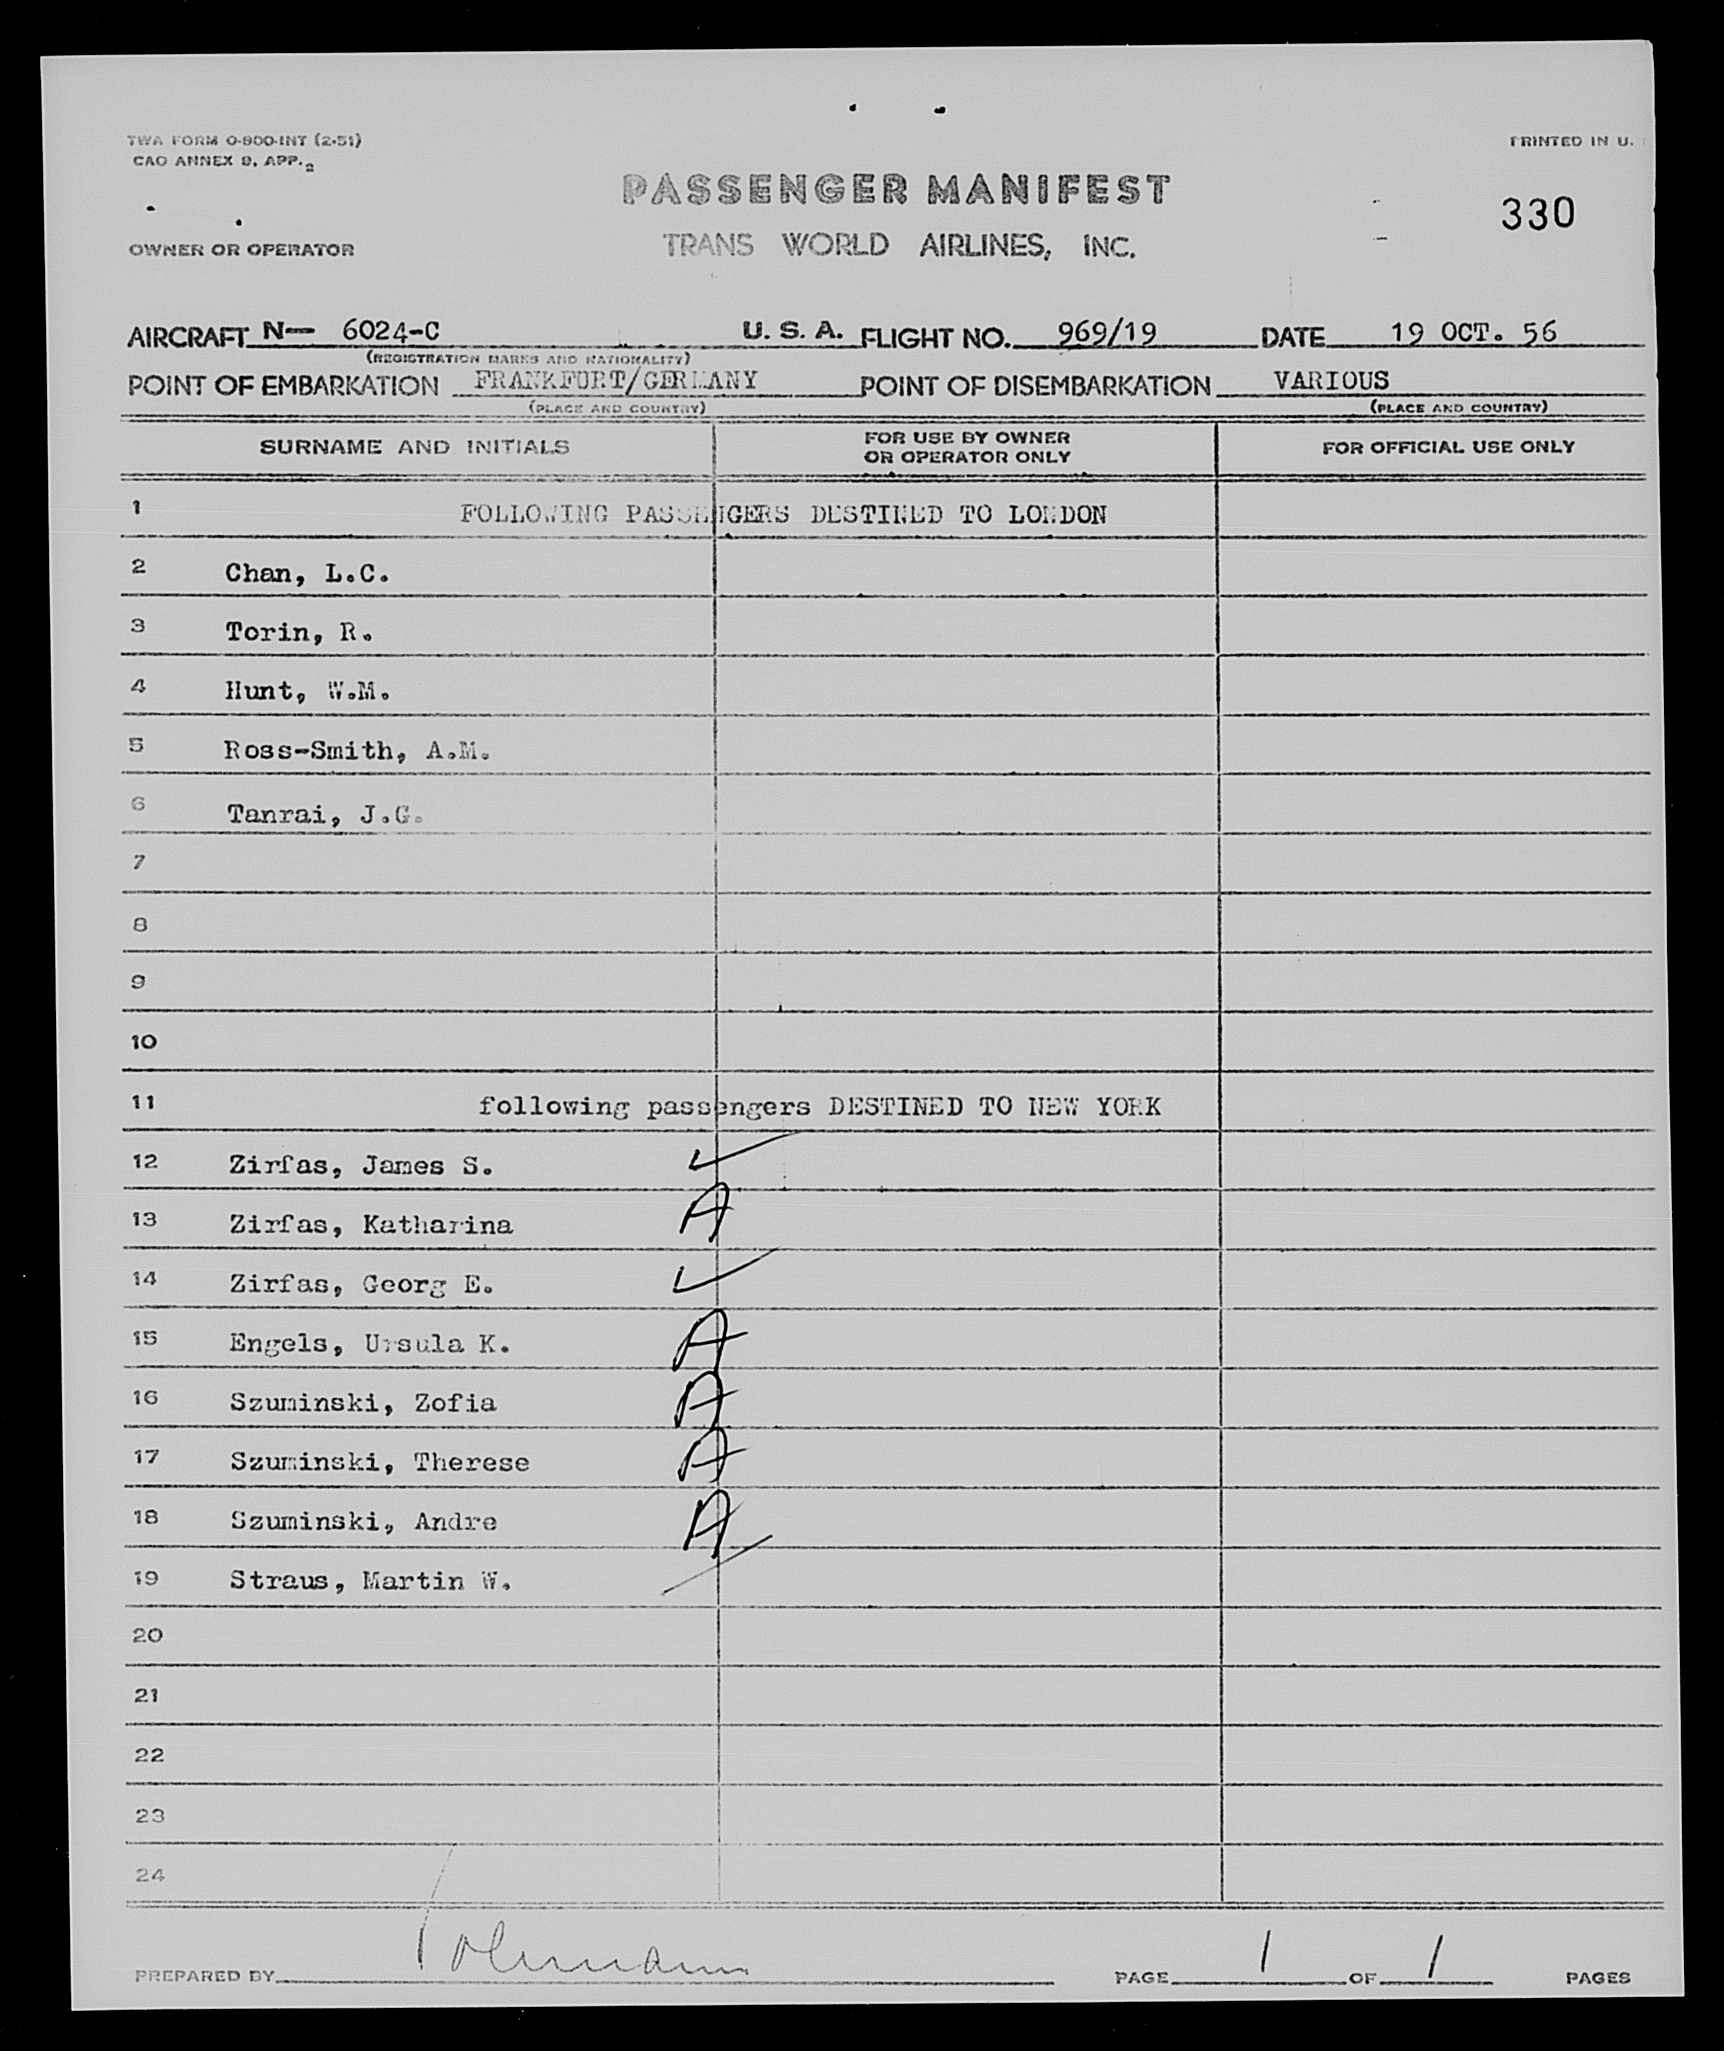 TWA FORM O-900-INT (2-51)
CAO ANNEX 9, APP. 2
PRINTED IN U.
PASSENGER MANIFEST
330
OWNER OR OPERATOR
TRANS WORLD AIRLINES, INC.
AIRCRAFT N— 6024-C U. S. A. FLIGHT NO. 969/19 DATE 19 OCT. 56
(REGISTRATION MARKS AND NATIONALITY)
POINT OF EMBARKATION FRANKFURT/GERMANY POINT OF DISEMBARKATION VARIOUS
(PLACE AND COUNTRY) (PLACE AND COUNTRY)
SURNAME AND INITIALS FOR USE BY OWNER OR OPERATOR ONLY FOR OFFICIAL USE ONLY
1 FOLLOWING PASSENGERS DESTINED TO LONDON
2 Chan, L.C.
3 Torin, R.
4 Hunt, W.M.
5 Ross-Smith, A.M.
6 Tanrai, J.G.
7
8
9
10
11 following passengers DESTINED TO NEW YORK
12 Zirfas, James S. ✓
13 Zirfas, Katharina A
14 Zirfas, Georg E. ✓
15 Engels, Ursula K. A
16 Szuminski, Zofia A
17 Szuminski, Therese A
18 Szuminski, Andre A
19 Straus, Martin W.
20
21
22
23
24
PREPARED BY PAGE 1 OF 1 PAGES